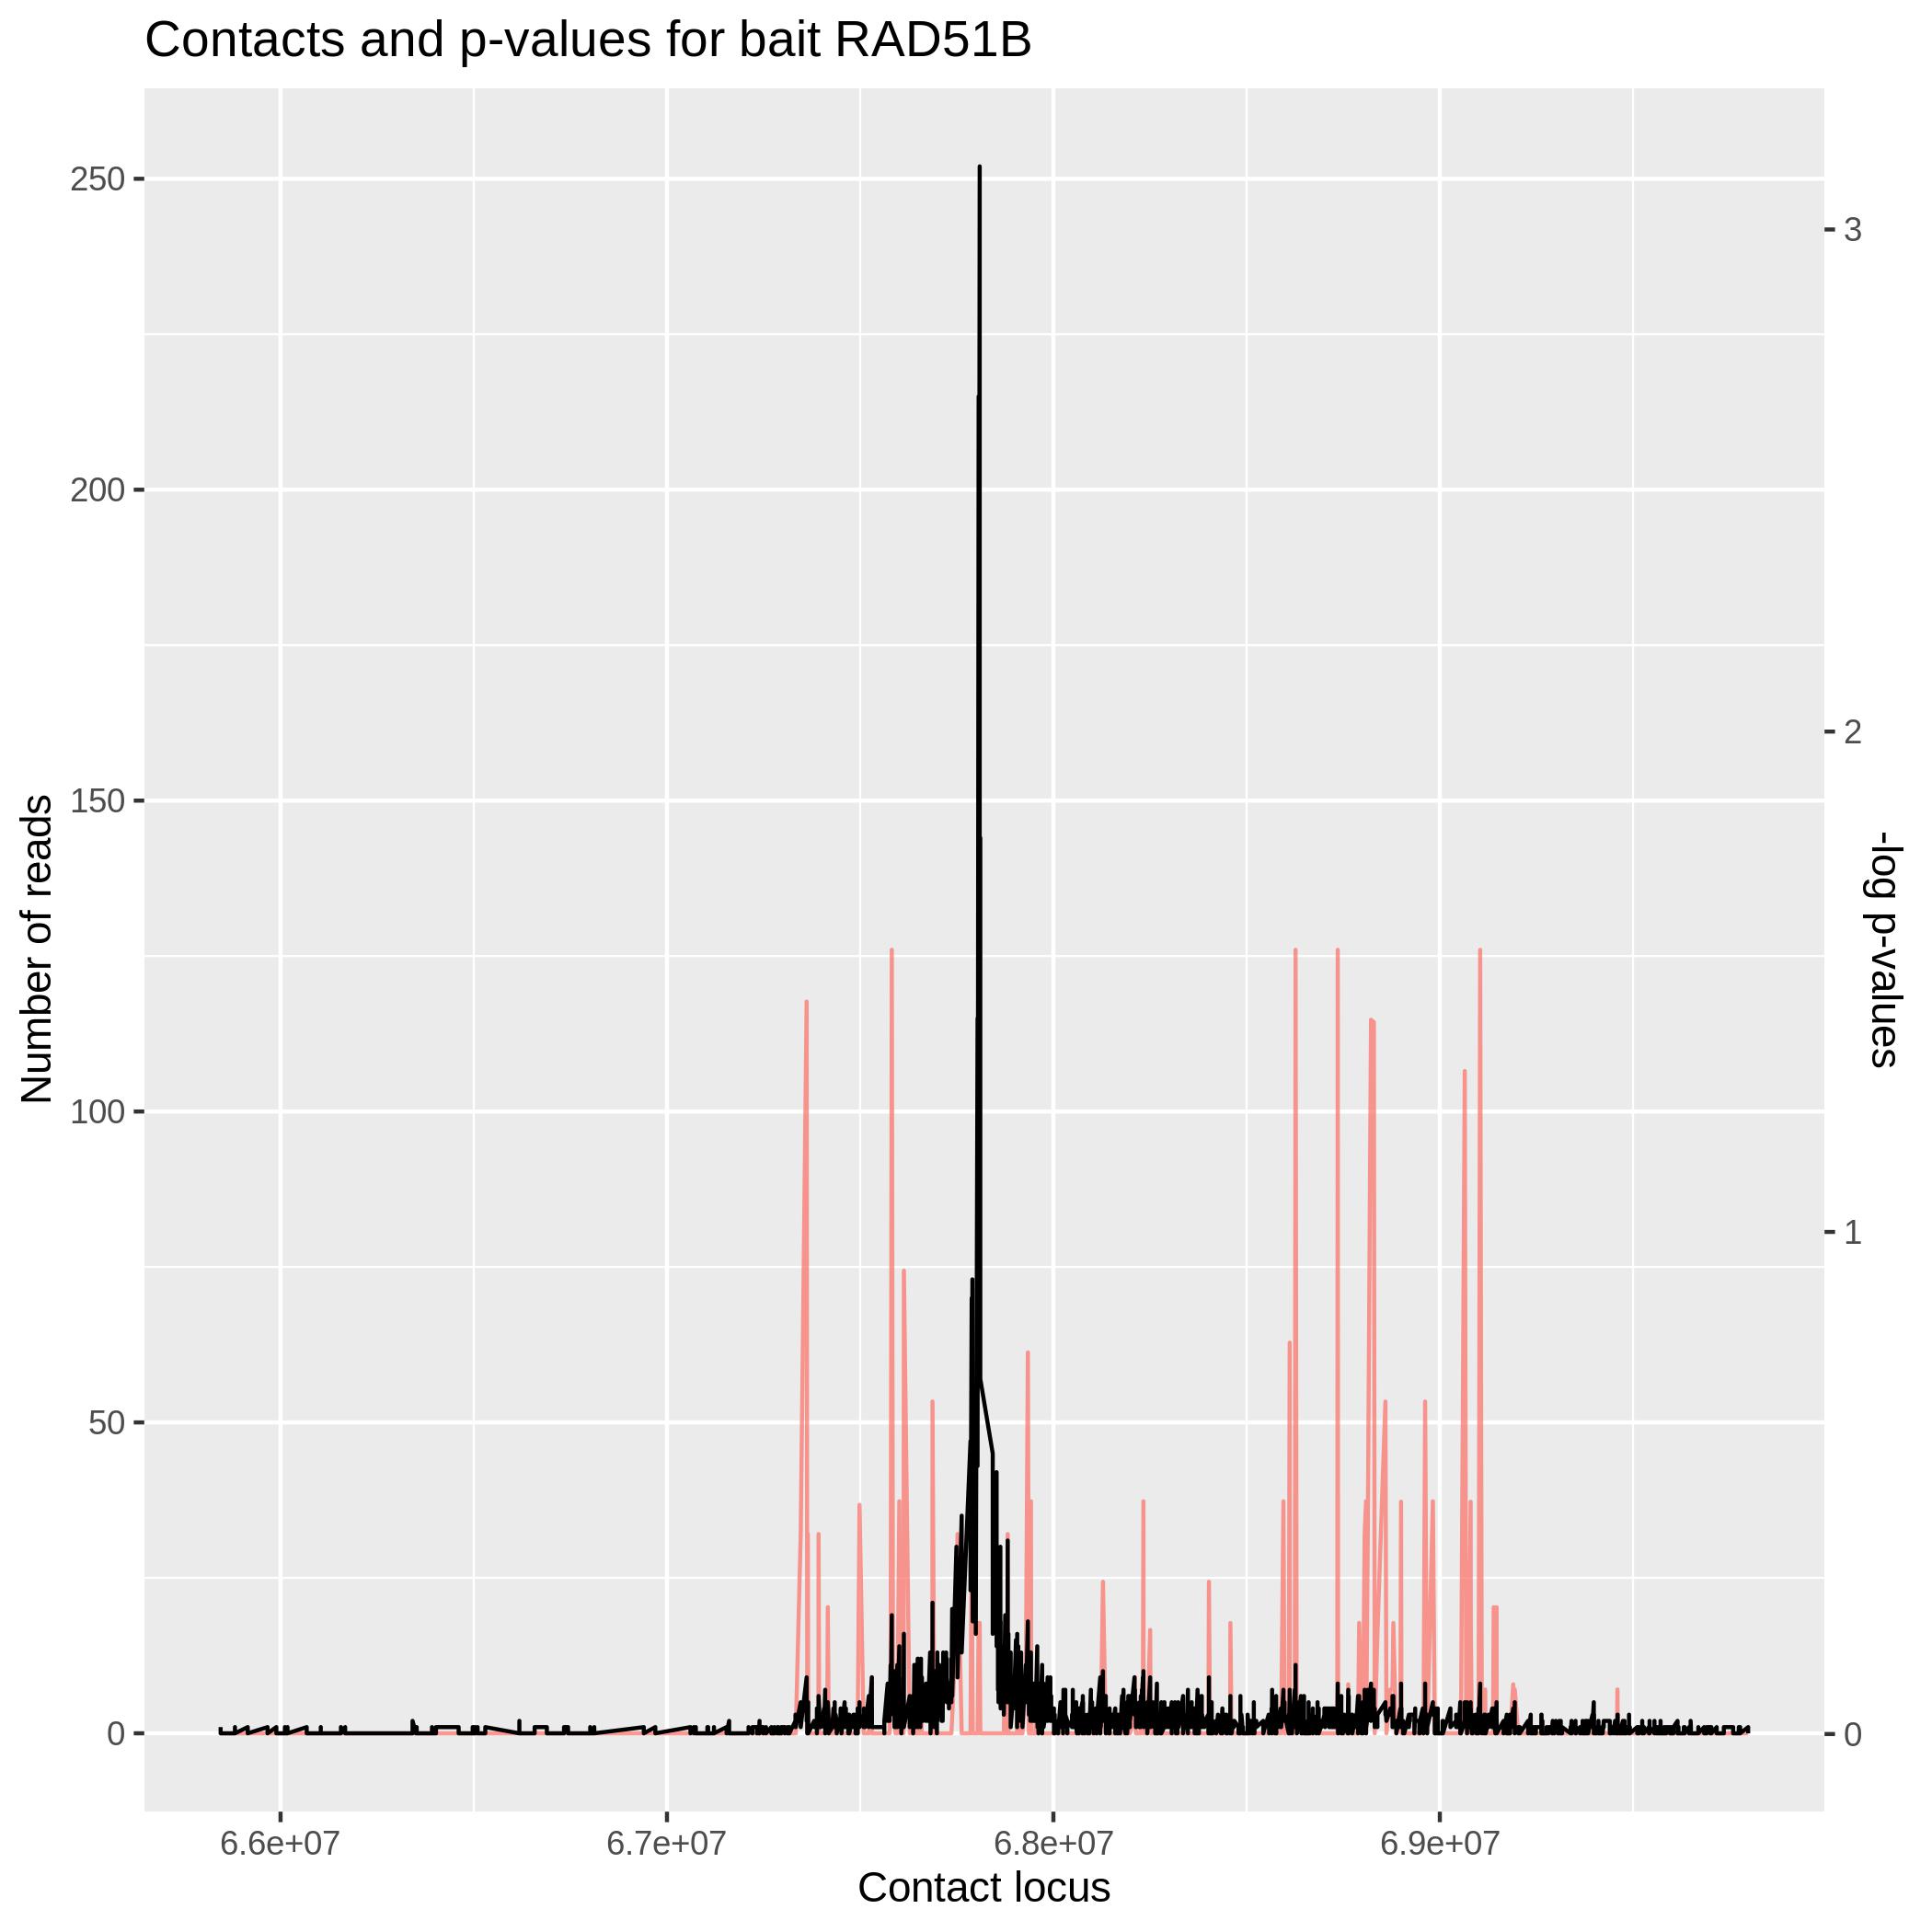 Contacts and p-values for bait RAD51B
250
200
150
100
50
0
Number of reads
3
2
1
0
-log p-values
6.6e+07
6.7e+07
6.8e+07
6.9e+07
Contact locus